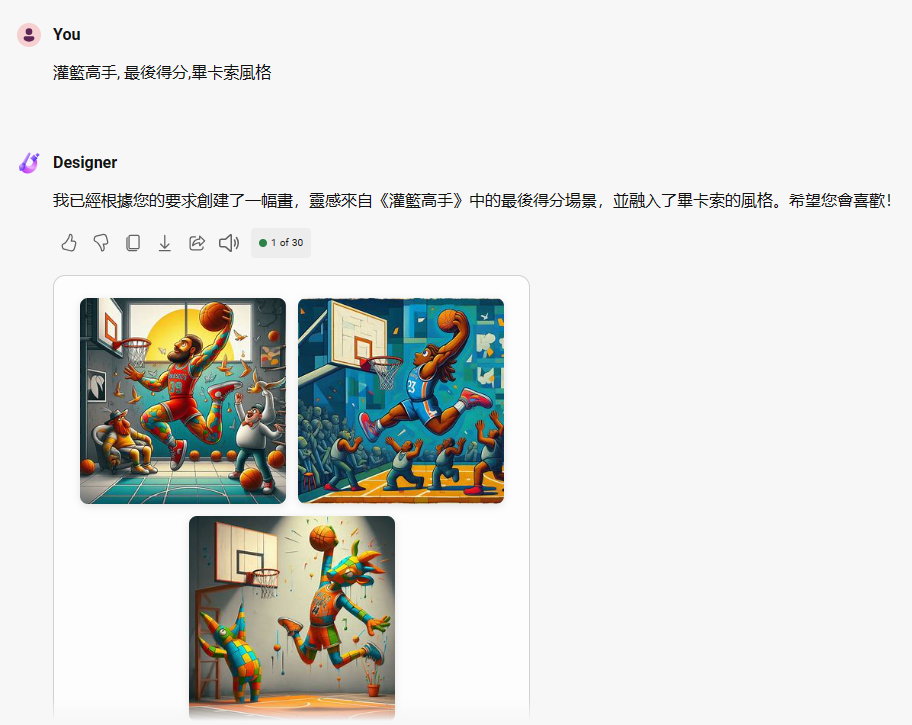 You
灌籃高手, 最後得分,畢卡索風格
Designer
我已經根據您的要求創建了一幅畫，靈感來自《灌籃高手》中的最後得分場景，並融入了畢卡索的風格。希望您會喜歡！
1 of 30
23